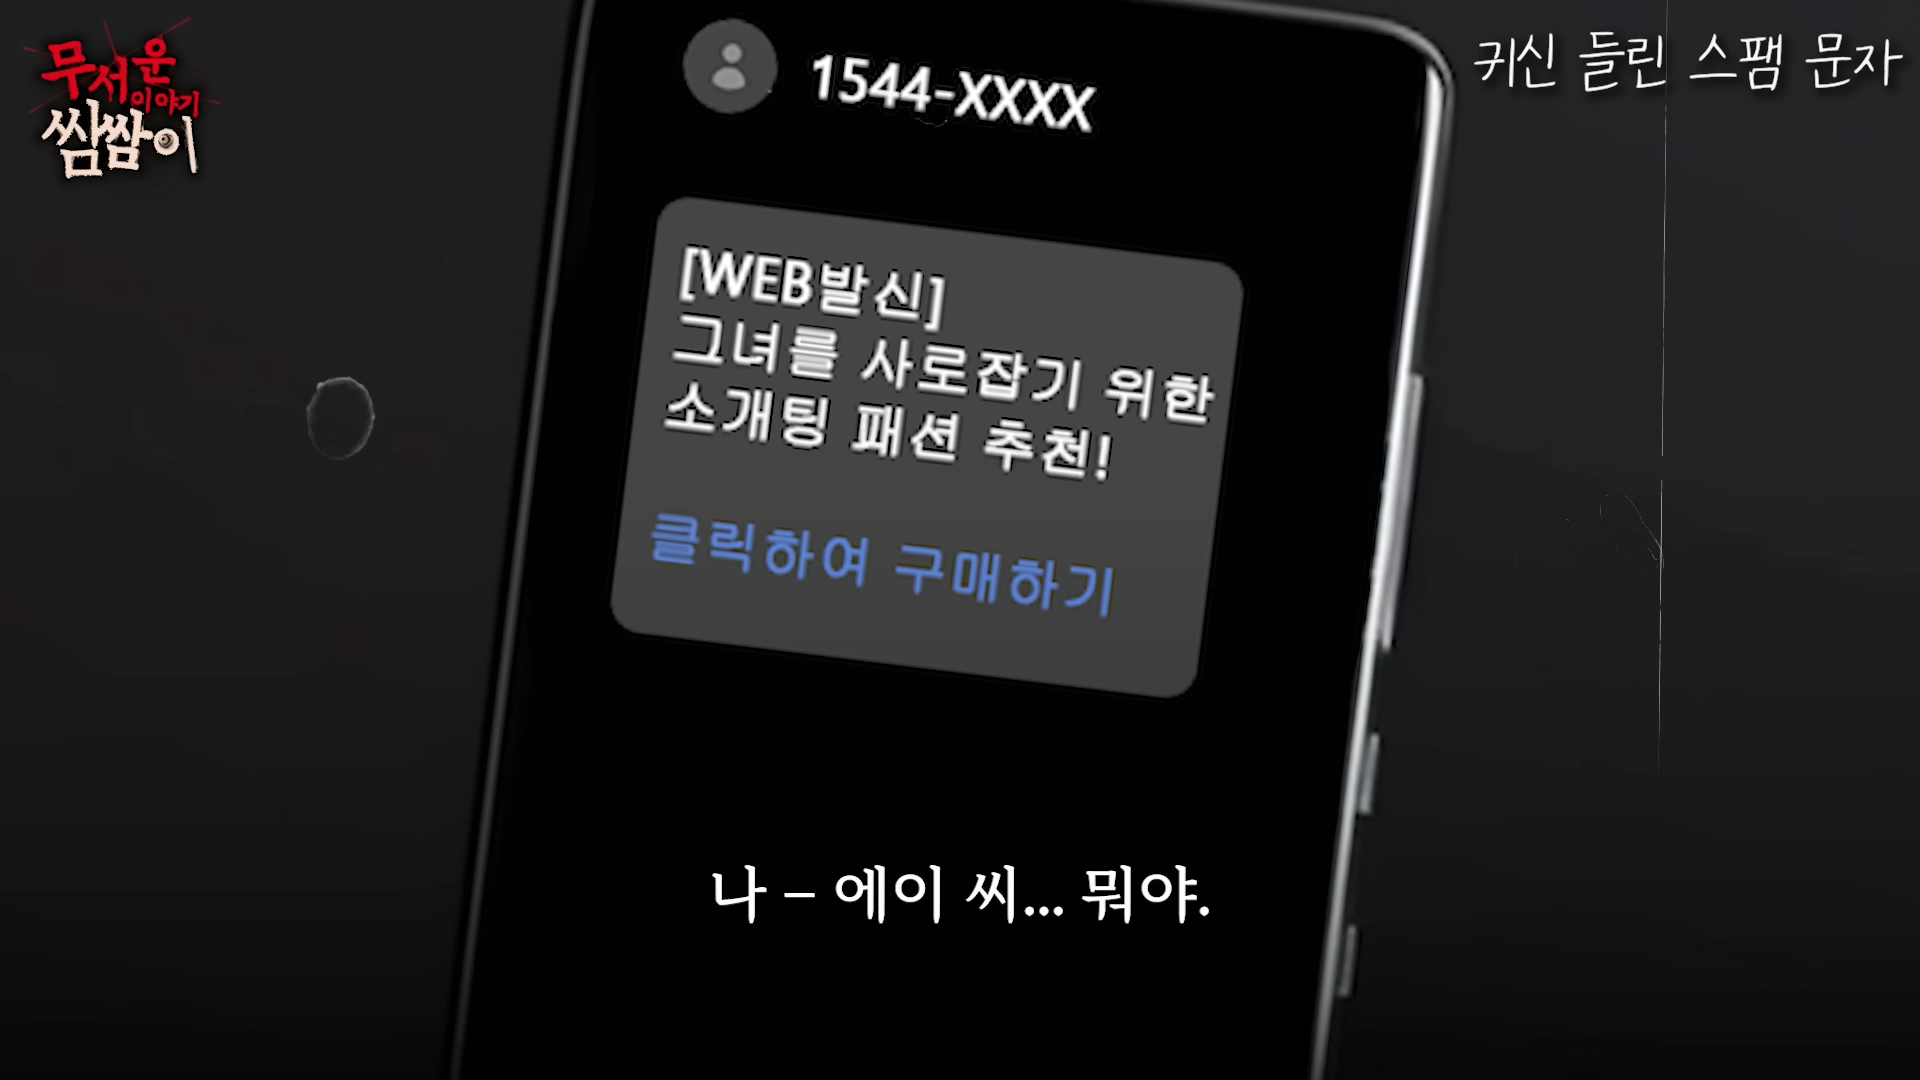 무서운
이야기
씸쌈이
귀신 들린 스팸 문자
1544-XXXX
[WEB발신]
그녀를 사로잡기 위한
소개팅 패션 추천!
클릭하여 구매하기
나 – 에이 씨... 뭐야.